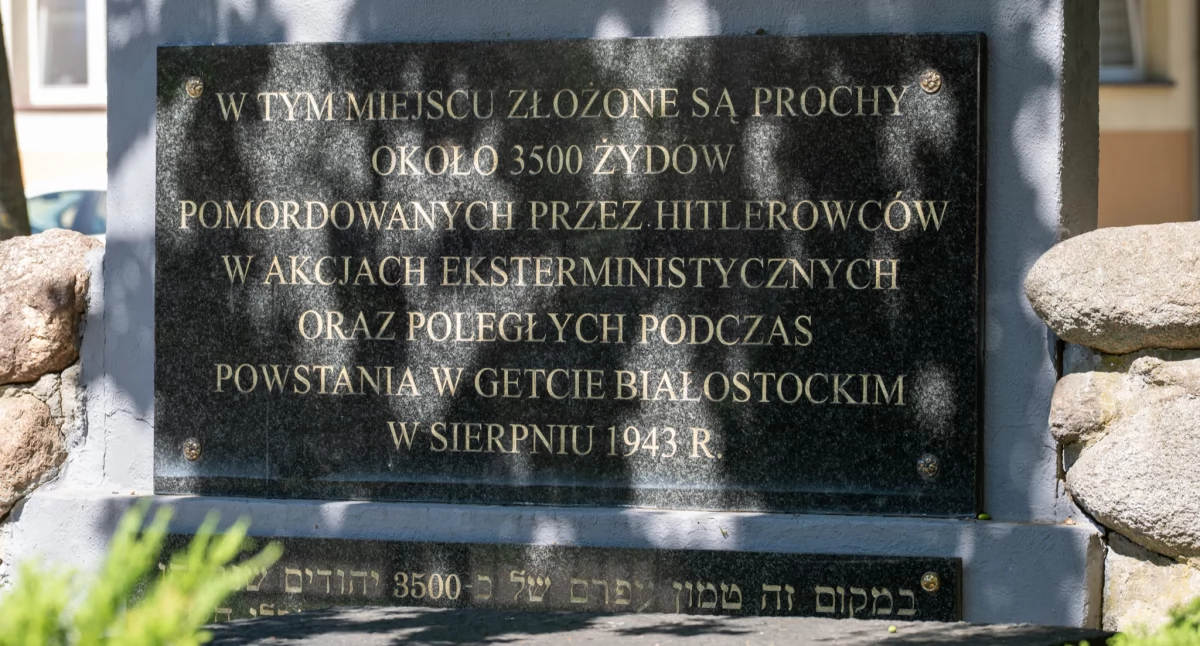 W TYM MIEJSCU ZŁOŻONE SĄ PROCHY
OKOŁO 3500 ŻYDÓW
POMORDOWANYCH PRZEZ HITLEROWCÓW
W AKCJACH EKSTERMINISTYCZNYCH
ORAZ POLEGŁYCH PODCZAS
POWSTANIA W GETCIE BIAŁOSTOCKIM
W SIERPNIU 1943 R.
במקום זה טמון עפרם של כ-3500 יהודים